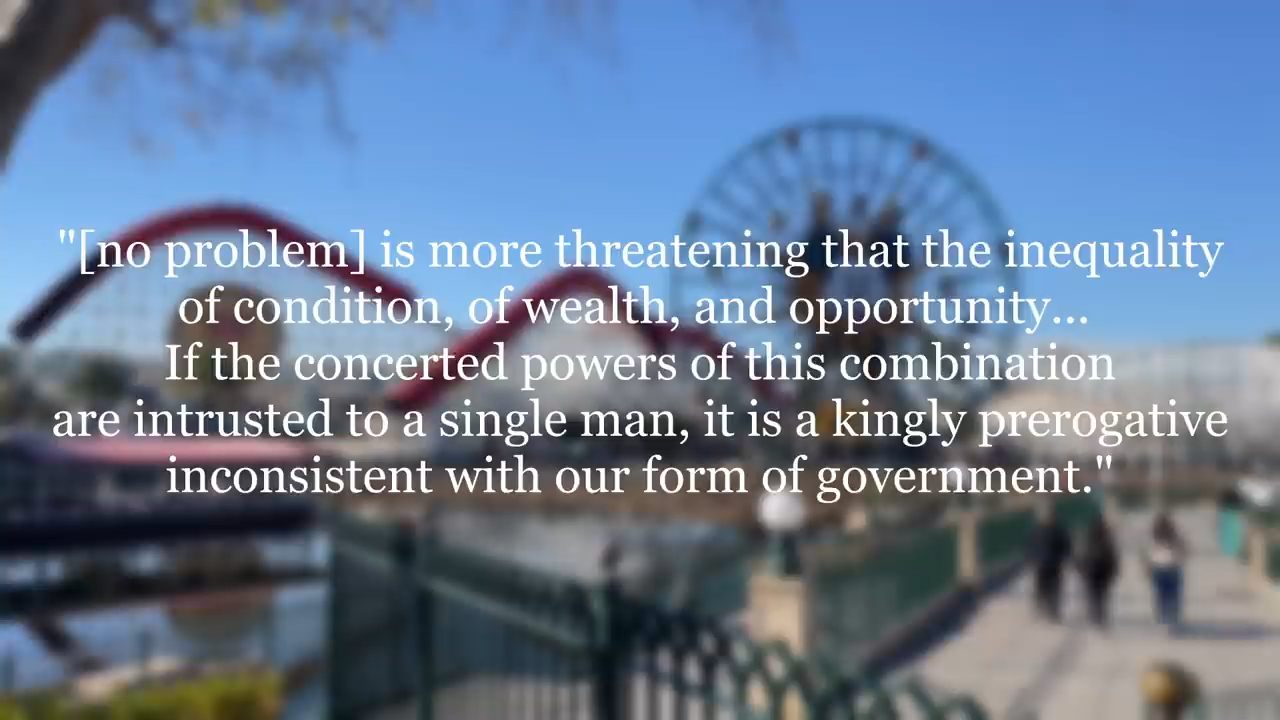 "[no problem] is more threatening that the inequality
of condition, of wealth, and opportunity...
If the concerted powers of this combination
are intrusted to a single man, it is a kingly prerogative
inconsistent with our form of government."